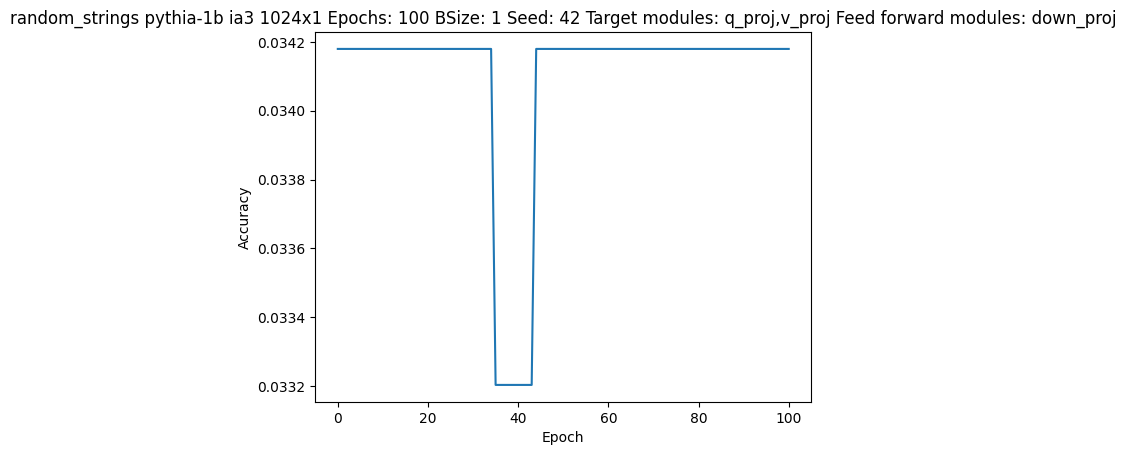 random_strings pythia-1b ia3 1024x1 Epochs: 100 BSize: 1 Seed: 42 Target modules: q_proj,v_proj Feed forward modules: down_proj
0.0342
0.0340
0.0338
0.0336
0.0334
0.0332
Accuracy
0 20 40 60 80 100
Epoch